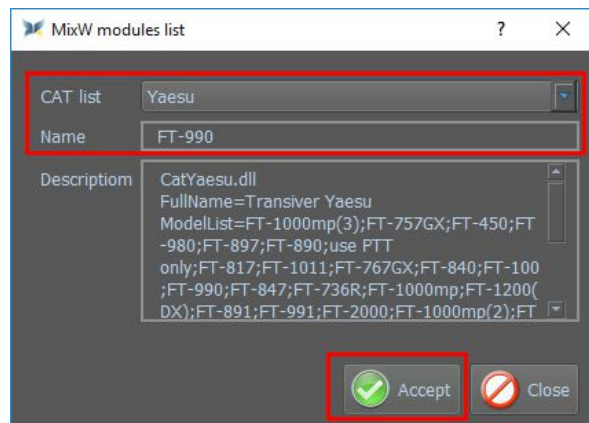 MixW modules list
CAT list Yaesu
Name FT-990
Descriptiom CatYaesu.dll
FullName=Transiver Yaesu
ModelList=FT-1000mp(3);FT-757GX;FT-450;FT
-980;FT-897;FT-890;use PTT
only;FT-817;FT-1011;FT-767GX;FT-840;FT-100
;FT-990;FT-847;FT-736R;FT-1000mp;FT-1200(
DX);FT-891;FT-991;FT-2000;FT-1000mp(2);FT
Accept Close